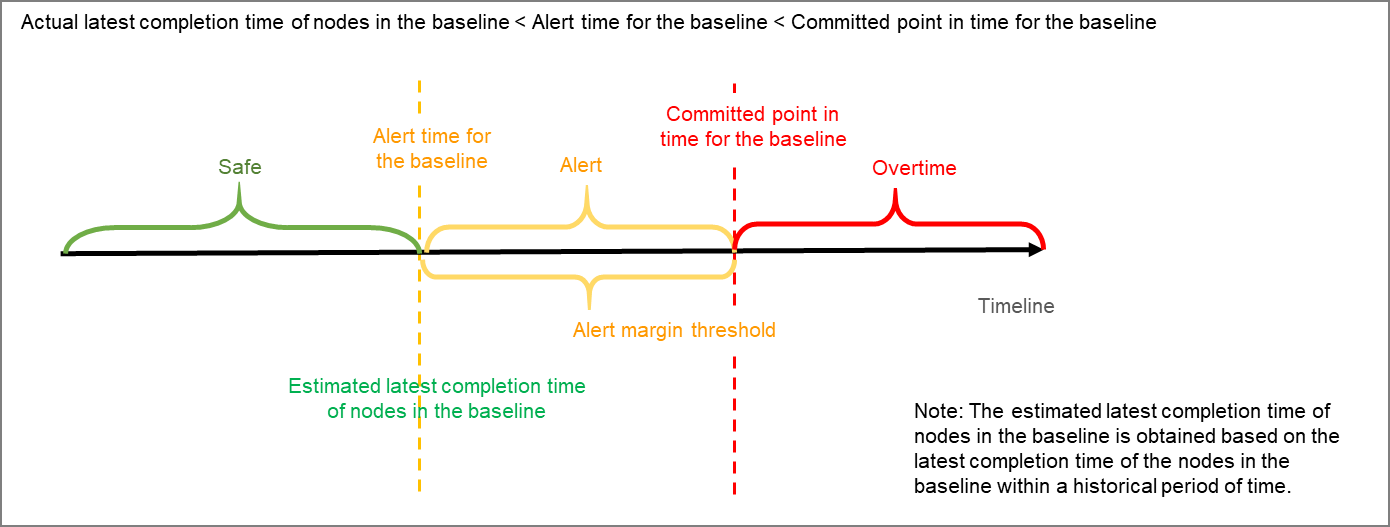 Actual latest completion time of nodes in the baseline < Alert time for the baseline < Committed point in time for the baseline
Committed point in
time for the baseline
Alert time for
the baseline
Safe
Alert
Overtime
Timeline
Alert margin threshold
Estimated latest completion time
of nodes in the baseline
Note: The estimated latest completion time of
nodes in the baseline is obtained based on the
latest completion time of the nodes in the
baseline within a historical period of time.